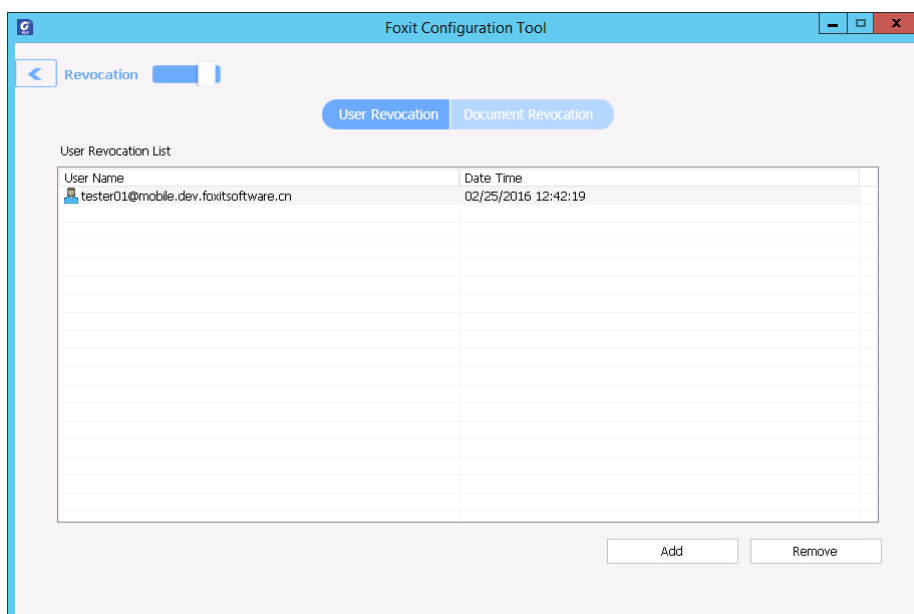 Foxit Configuration Tool
Revocation
User Revocation Document Revocation
User Revocation List
User Name Date Time
tester01@mobile.dev.foxitsoftware.cn 02/25/2016 12:42:19
Add Remove